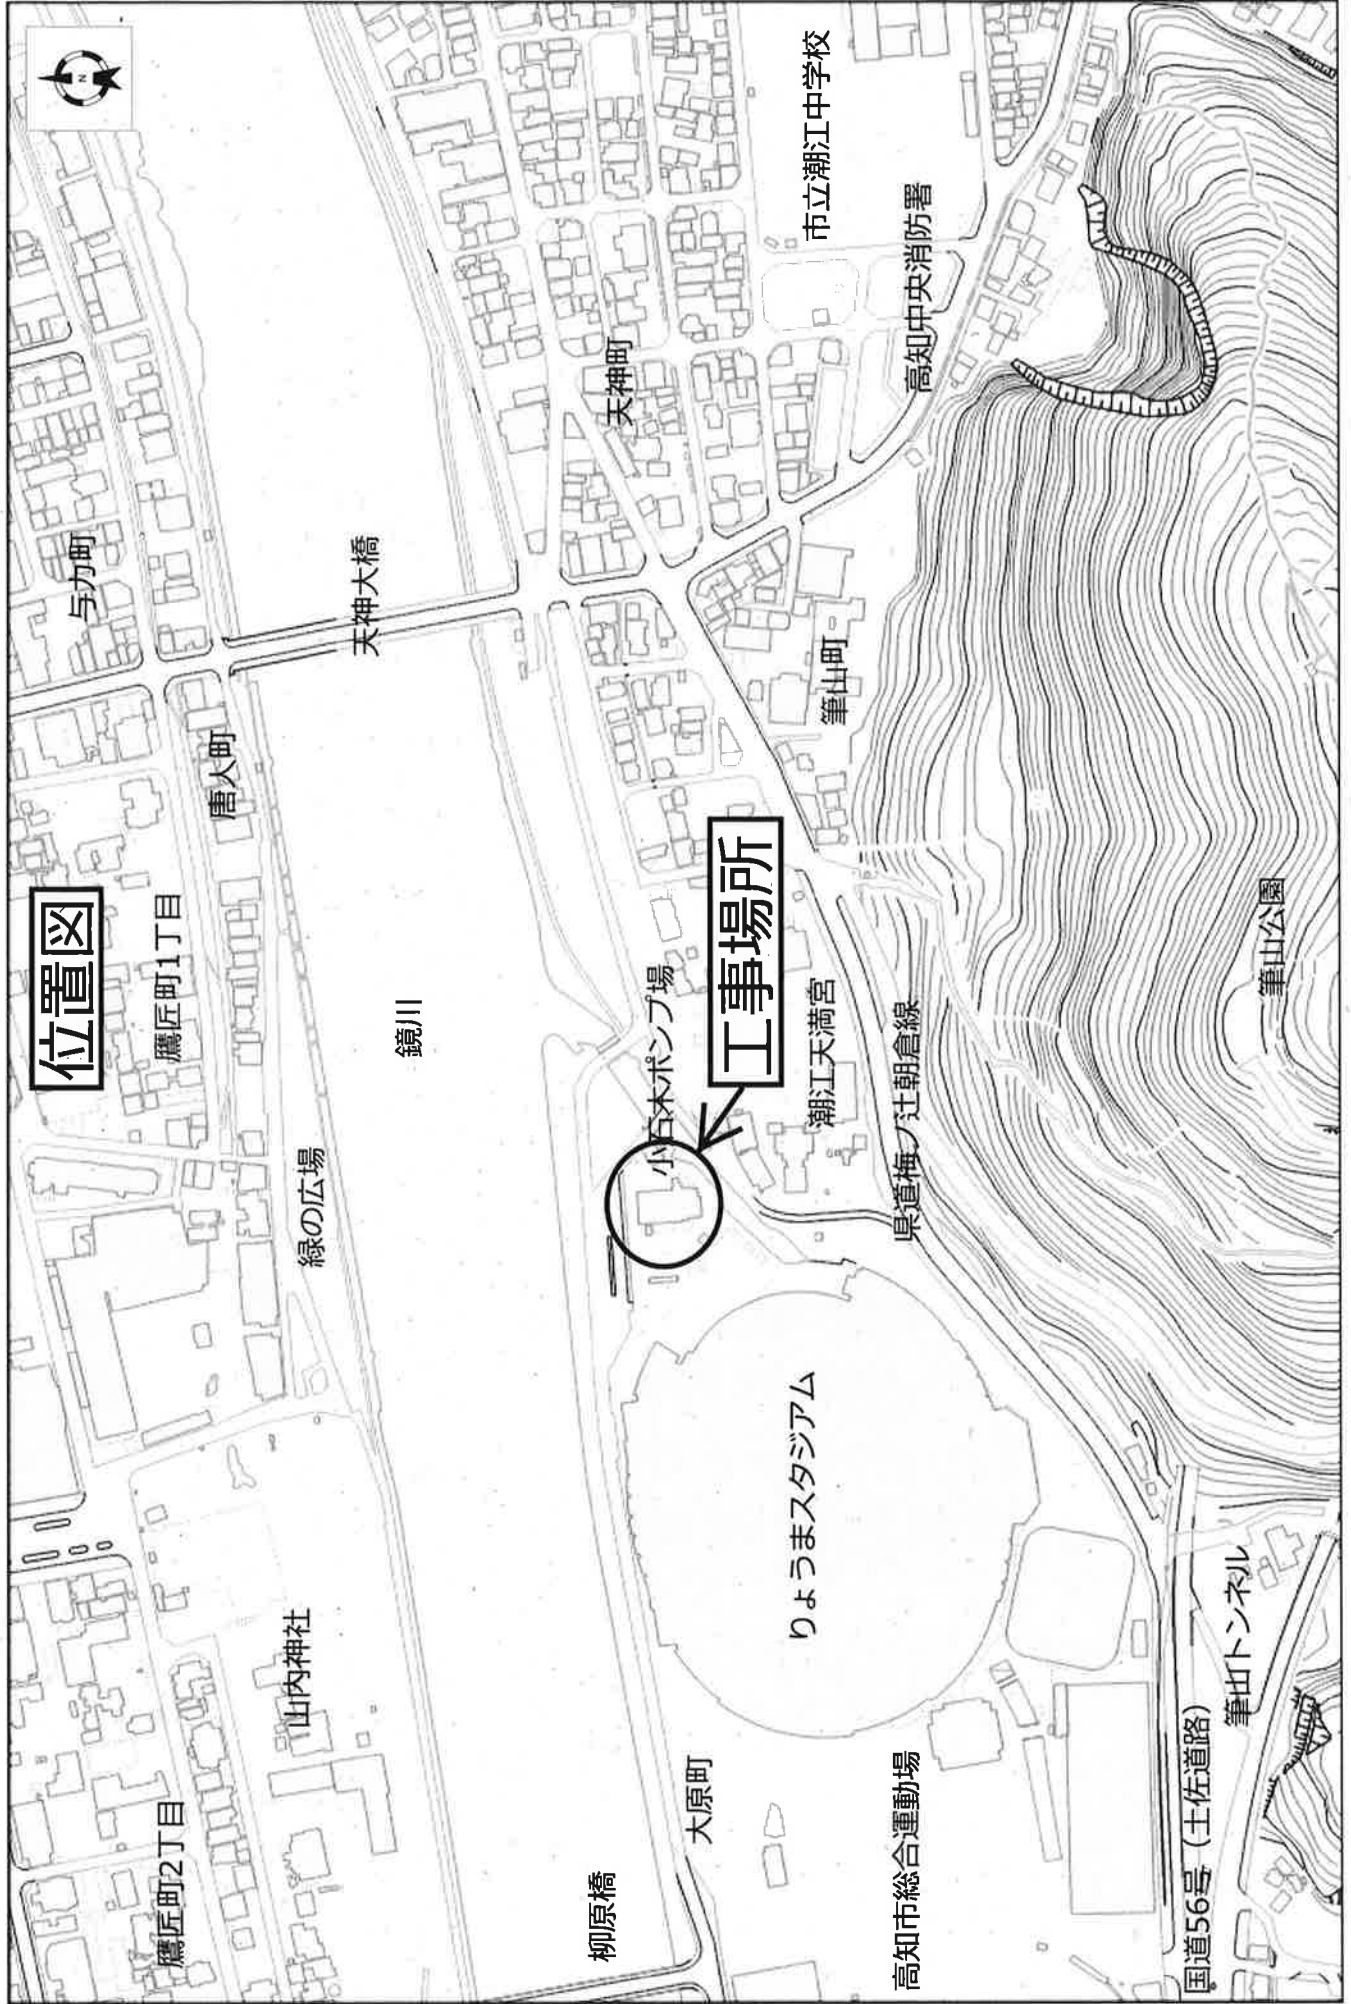 位置図
N
与力町
天神大橋
唐人町
鷹匠町1丁目
鏡川
緑の広場
山内神社
鷹匠町2丁目
柳原橋
大原町
高知市総合運動場
りょうまスタジアム
小石木ポンプ場
工事場所
潮江天満宮
県道梅ノ辻朝倉線
筆山町
天神町
高知中央消防署
市立潮江中学校
筆山公園
筆山トンネル
国道56号（土佐道路）